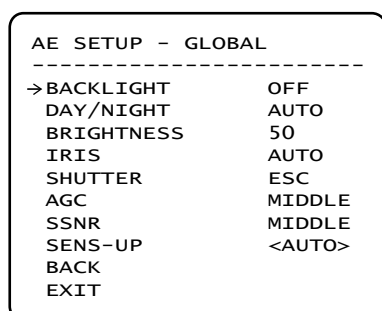 AE SETUP - GLOBAL
------------------------
→BACKLIGHT OFF
DAY/NIGHT AUTO
BRIGHTNESS 50
IRIS AUTO
SHUTTER ESC
AGC MIDDLE
SSNR MIDDLE
SENS-UP <AUTO>
BACK
EXIT